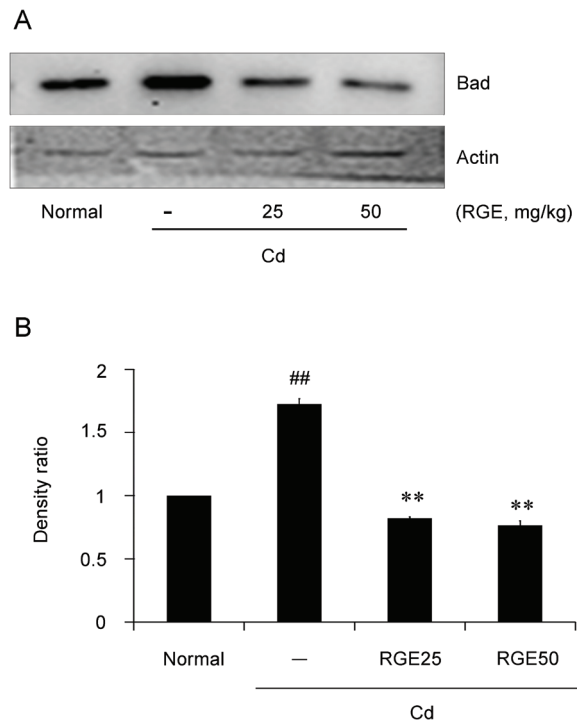 A
Bad
Actin
Normal - 25 50 (RGE, mg/kg)
Cd
B
2
1.5
1
0.5
0
Density ratio
##
**
**
Normal — RGE25 RGE50
Cd